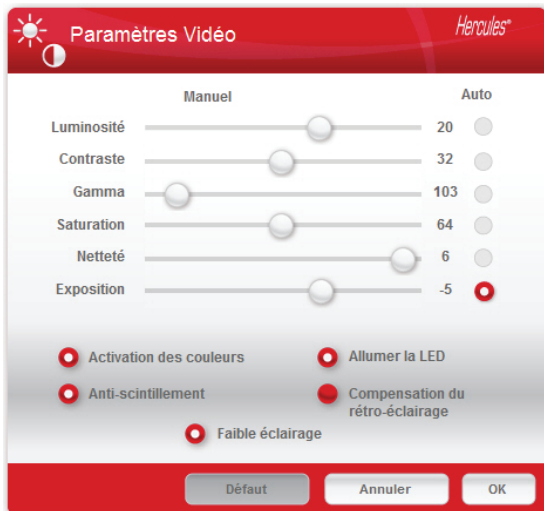 Paramètres Vidéo
Hercules®
Manuel Auto
Luminosité 20
Contraste 32
Gamma 103
Saturation 64
Netteté 6
Exposition -5
Activation des couleurs Allumer la LED
Anti-scintillement Compensation du
rétro-éclairage
Faible éclairage
Défaut Annuler OK